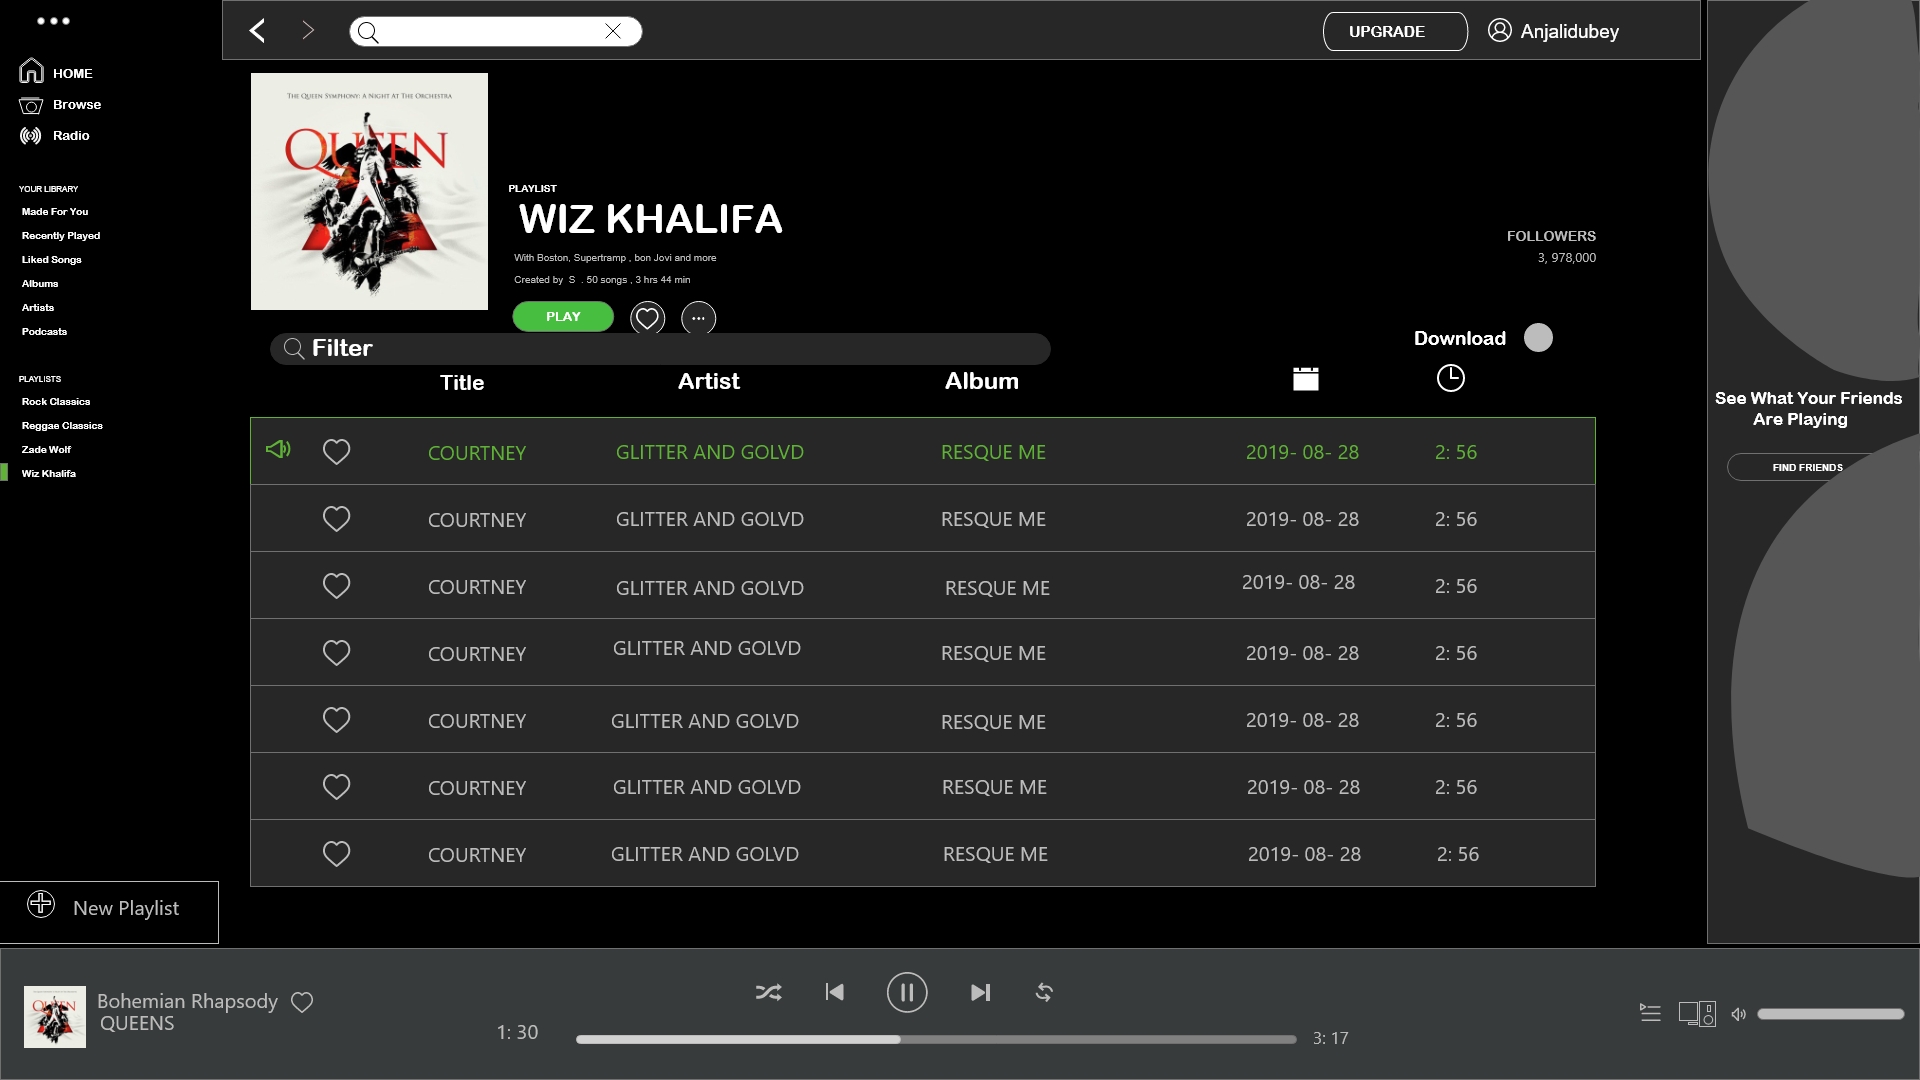 UPGRADE
Anjalidubey
HOME
Browse
Radio
YOUR LIBRARY
Made For You
Recently Played
Liked Songs
Albums
Artists
Podcasts
PLAYLISTS
Rock Classics
Reggae Classics
Zade Wolf
Wiz Khalifa
New Playlist
THE QUEEN SYMPHONY: A NIGHT AT THE ORCHESTRA
QUEEN
PLAYLIST
WIZ KHALIFA
With Boston, Supertramp , bon Jovi and more
Created by S . 50 songs , 3 hrs 44 min
PLAY
FOLLOWERS
3, 978,000
Filter
Download
Title Artist Album
COURTNEY GLITTER AND GOLVD RESQUE ME 2019- 08- 28 2: 56
COURTNEY GLITTER AND GOLVD RESQUE ME 2019- 08- 28 2: 56
COURTNEY GLITTER AND GOLVD RESQUE ME 2019- 08- 28 2: 56
COURTNEY GLITTER AND GOLVD RESQUE ME 2019- 08- 28 2: 56
COURTNEY GLITTER AND GOLVD RESQUE ME 2019- 08- 28 2: 56
COURTNEY GLITTER AND GOLVD RESQUE ME 2019- 08- 28 2: 56
COURTNEY GLITTER AND GOLVD RESQUE ME 2019- 08- 28 2: 56
See What Your Friends
Are Playing
FIND FRIENDS
QUEEN
Bohemian Rhapsody
QUEENS
1: 30
3: 17